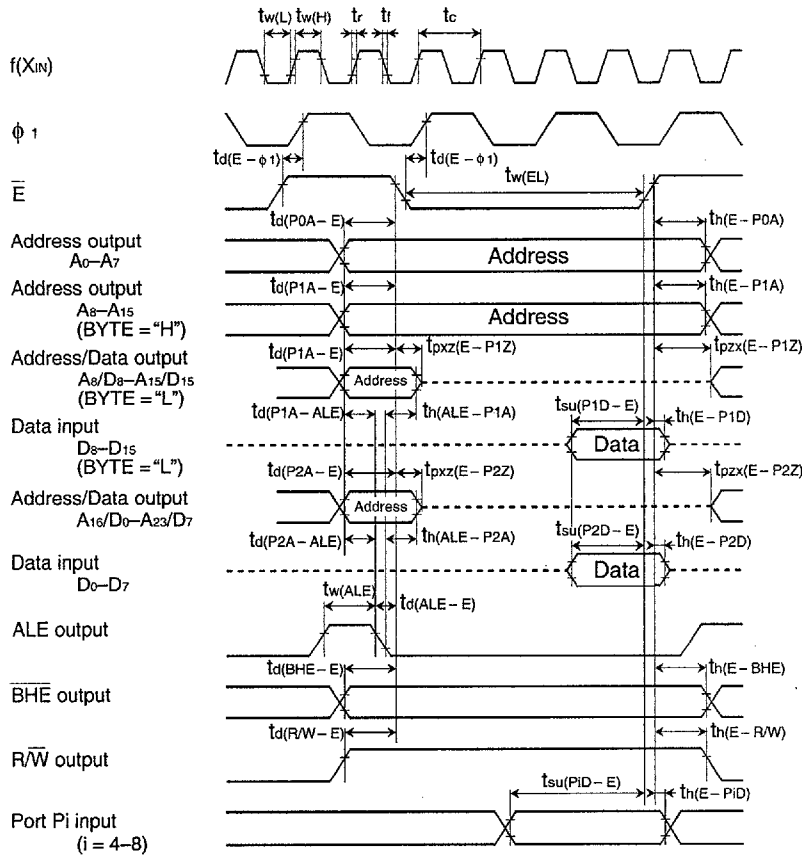 tw(L) tw(H) tr tf tc
f(XIN)
ϕ 1
td(E – ϕ1) td(E – ϕ1)
tw(EL)
E̅
td(P0A – E) th(E – P0A)
Address output
A0–A7
Address
td(P1A – E) th(E – P1A)
Address output
A8–A15
(BYTE = “H”)
Address
td(P1A – E) tpxz(E – P1Z) tpzx(E – P1Z)
Address/Data output
A8/D8–A15/D15
(BYTE = “L”)
Address
td(P1A – ALE) th(ALE – P1A) tsu(P1D – E) th(E – P1D)
Data input
D8–D15
(BYTE = “L”)
Data
td(P2A – E) tpxz(E – P2Z) tpzx(E – P2Z)
Address/Data output
A16/D0–A23/D7
Address
td(P2A – ALE) th(ALE – P2A) tsu(P2D – E) th(E – P2D)
Data input
D0–D7
Data
tw(ALE) td(ALE – E)
ALE output
td(BHE – E) th(E – BHE)
B̅H̅E̅ output
td(R/W – E) th(E – R/W)
R/W̅ output
tsu(PiD – E) th(E – PiD)
Port Pi input
(i = 4–8)